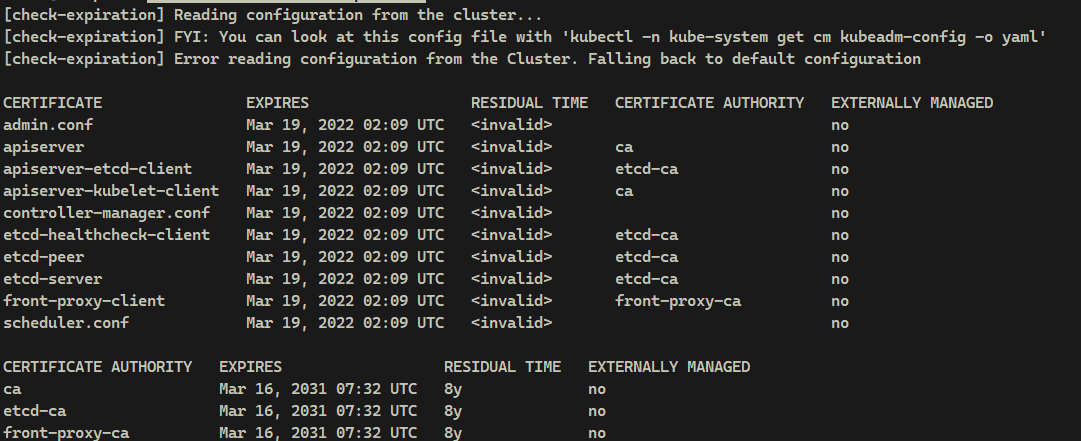 [check-expiration] Reading configuration from the cluster...
[check-expiration] FYI: You can look at this config file with 'kubectl -n kube-system get cm kubeadm-config -o yaml'
[check-expiration] Error reading configuration from the Cluster. Falling back to default configuration
CERTIFICATE EXPIRES RESIDUAL TIME CERTIFICATE AUTHORITY EXTERNALLY MANAGED
admin.conf Mar 19, 2022 02:09 UTC <invalid> no
apiserver Mar 19, 2022 02:09 UTC <invalid> ca no
apiserver-etcd-client Mar 19, 2022 02:09 UTC <invalid> etcd-ca no
apiserver-kubelet-client Mar 19, 2022 02:09 UTC <invalid> ca no
controller-manager.conf Mar 19, 2022 02:09 UTC <invalid> no
etcd-healthcheck-client Mar 19, 2022 02:09 UTC <invalid> etcd-ca no
etcd-peer Mar 19, 2022 02:09 UTC <invalid> etcd-ca no
etcd-server Mar 19, 2022 02:09 UTC <invalid> etcd-ca no
front-proxy-client Mar 19, 2022 02:09 UTC <invalid> front-proxy-ca no
scheduler.conf Mar 19, 2022 02:09 UTC <invalid> no
CERTIFICATE AUTHORITY EXPIRES RESIDUAL TIME EXTERNALLY MANAGED
ca Mar 16, 2031 07:32 UTC 8y no
etcd-ca Mar 16, 2031 07:32 UTC 8y no
front-proxy-ca Mar 16, 2031 07:32 UTC 8y no